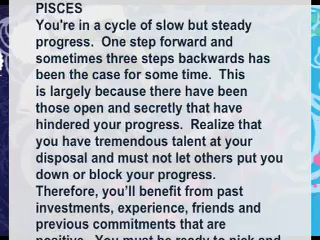 PISCES
You're in a cycle of slow but steady
progress.  One step forward and
sometimes three steps backwards has
been the case for some time.  This
is largely because there have been
those open and secretly that have
hindered your progress.  Realize that
you have tremendous talent at your
disposal and must not let others put you
down or block your progress.
Therefore, you'll benefit from past
investments, experience, friends and
previous commitments that are
positive.  You must be ready to pick and